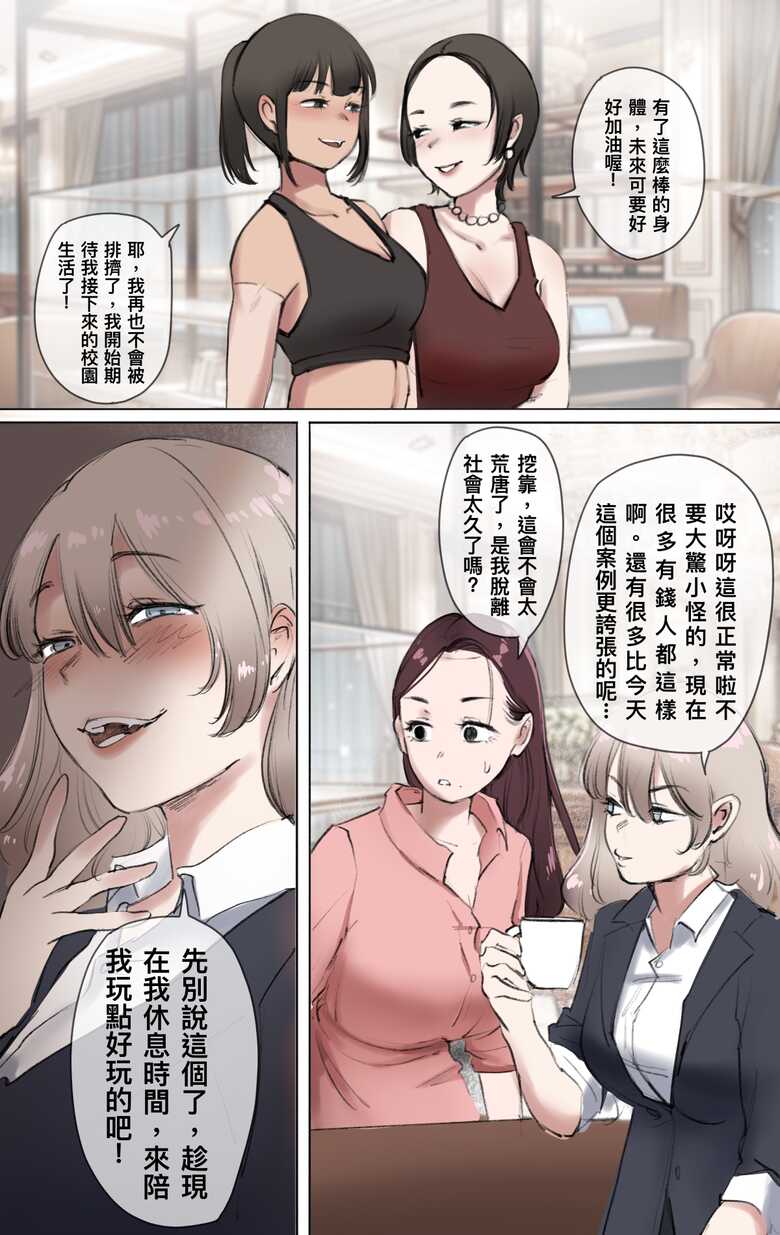 有了這麼棒的身
體，未來可要好
好加油喔！
耶，我再也不會被
排擠了，我開始期
待我接下來的校園
生活了！
哎呀呀這很正常啦不
要大驚小怪的，現在
很多有錢人都這樣
啊。還有很多比今天
這個案例更誇張的呢…
挖靠，這會不會太
荒唐了，是我脫離
社會太久了嗎？
先別說這個了，趁現
在我休息時間，來陪
我玩點好玩的吧！